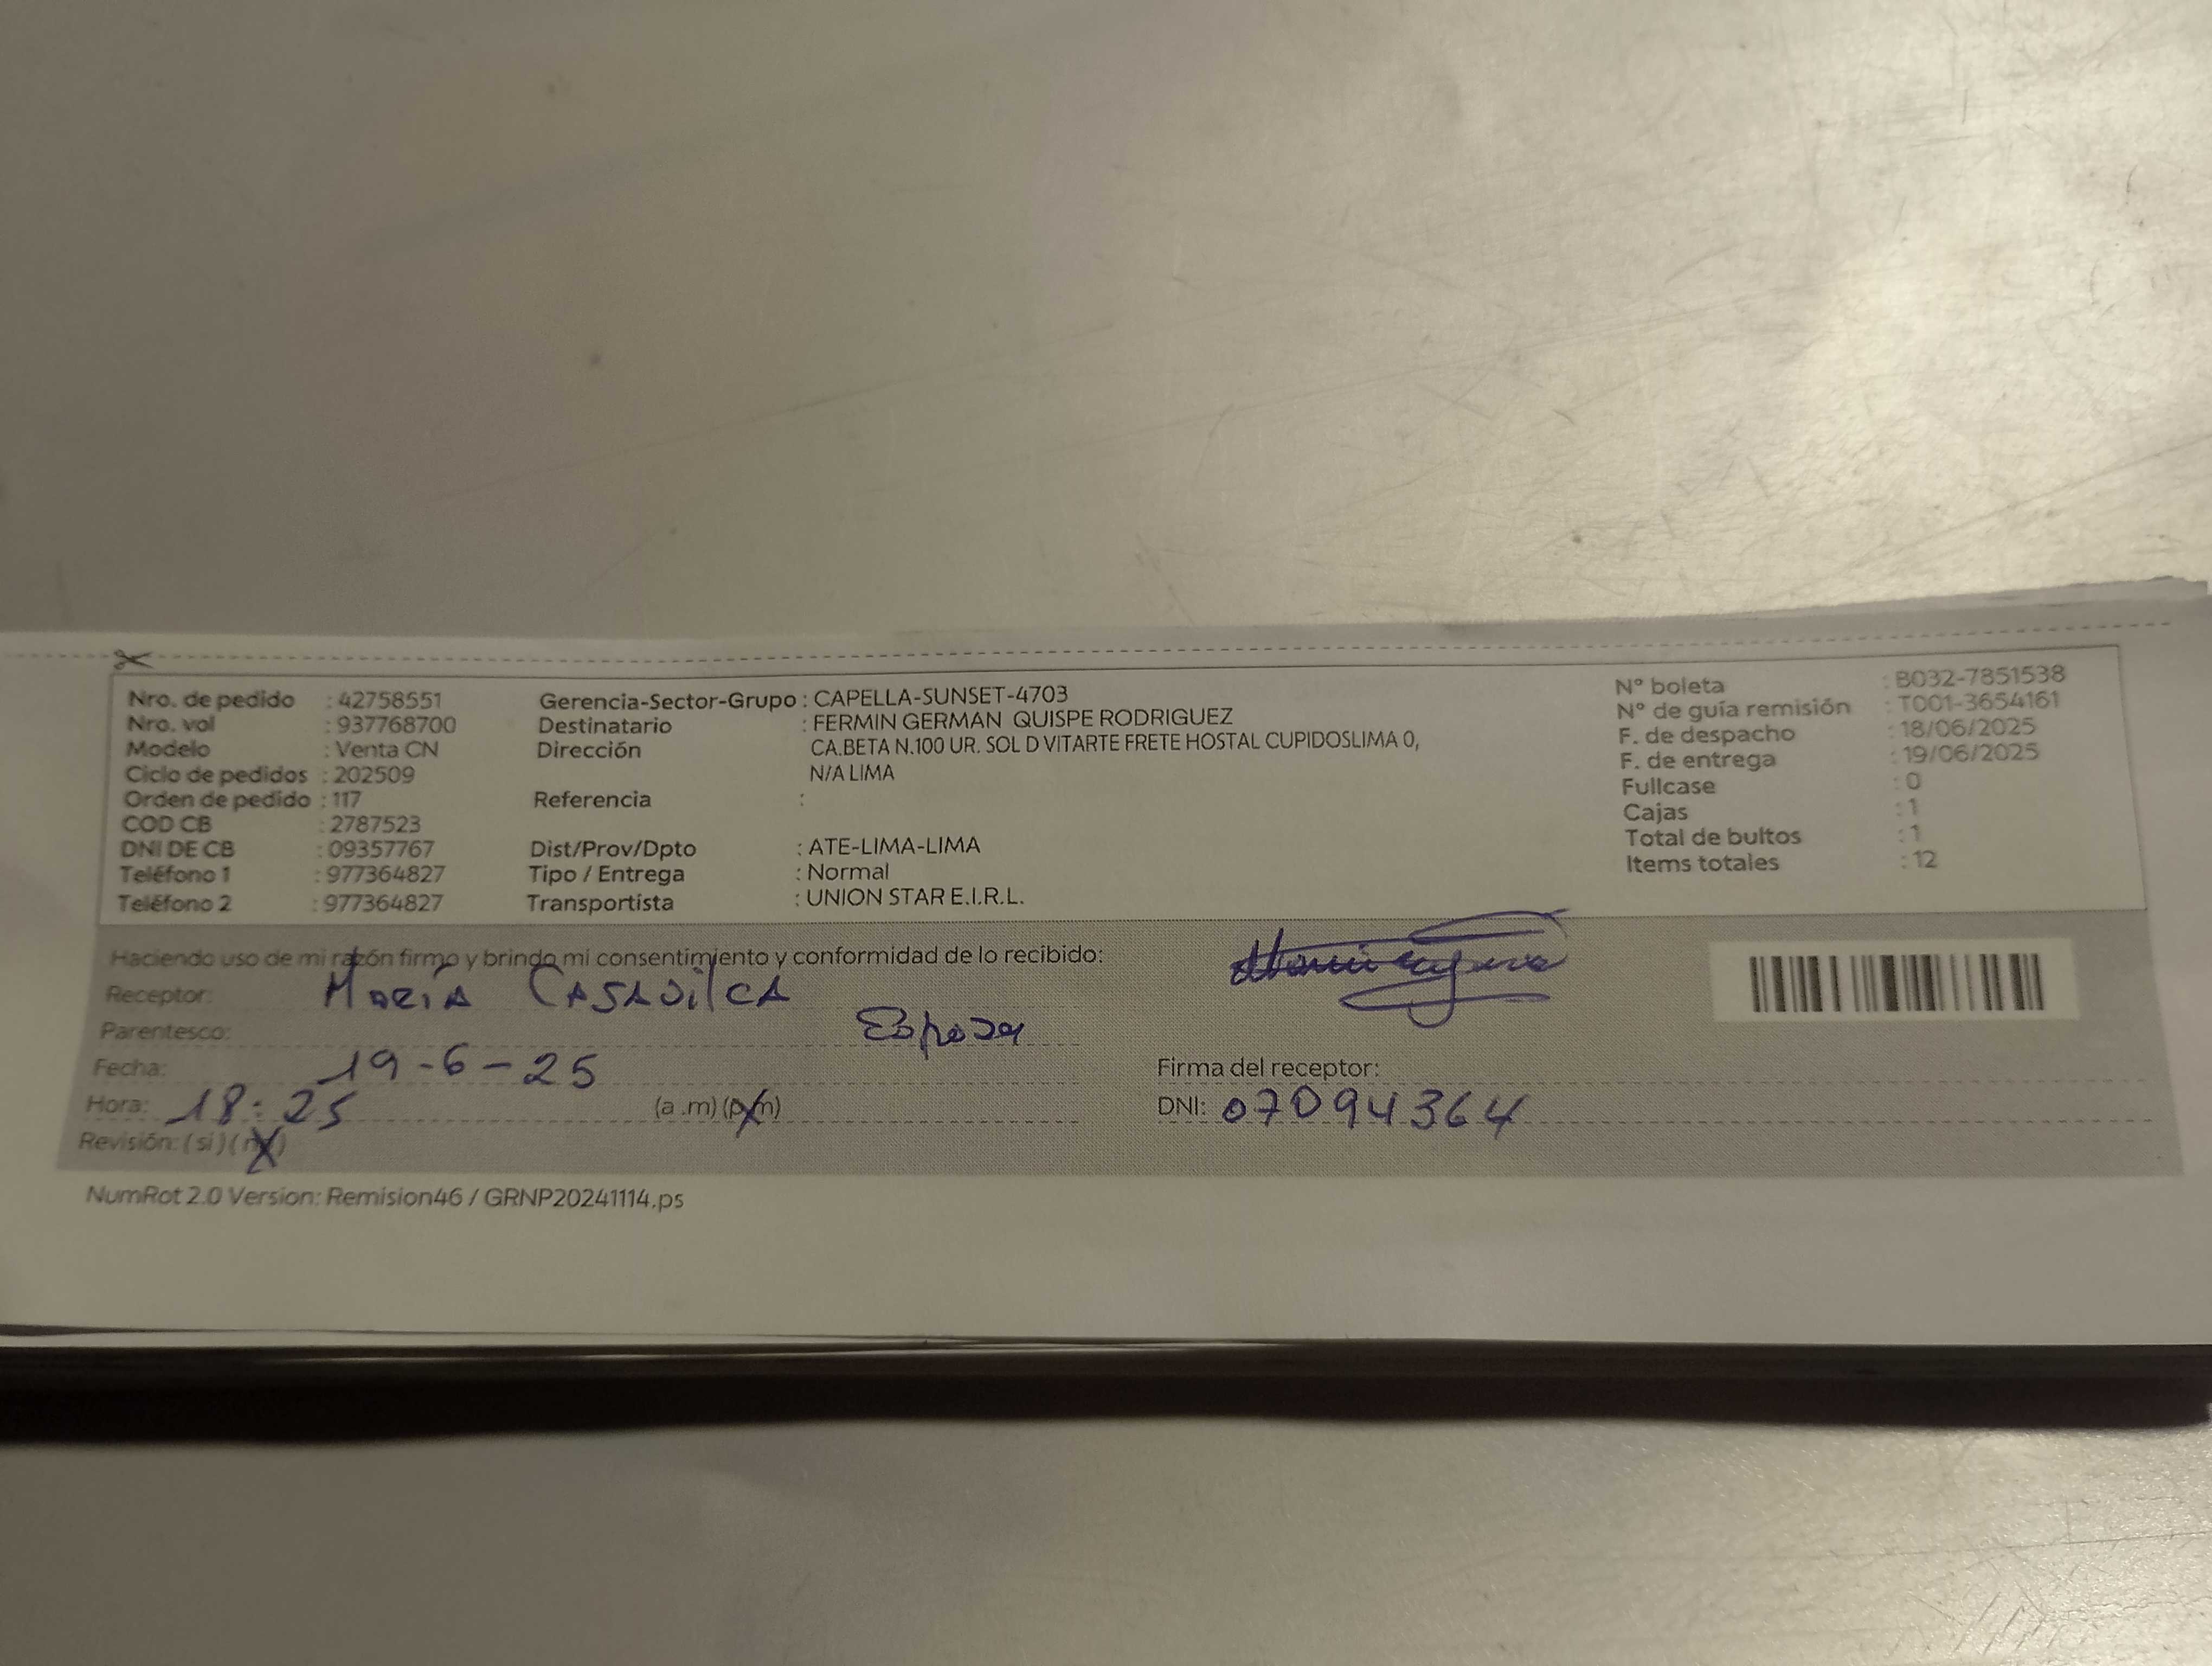 Nro. de pedido : 42758551
Nro. vol : 937768700
Modelo : Venta CN
Ciclo de pedidos : 202509
Orden de pedido : 117
COD CB : 2787523
DNI DE CB : 09357767
Teléfono 1 : 977364827
Teléfono 2 : 977364827
Gerencia-Sector-Grupo : CAPELLA-SUNSET-4703
Destinatario : FERMIN GERMAN QUISPE RODRIGUEZ
Dirección CA.BETA N.100 UR. SOL D VITARTE FRETE HOSTAL CUPIDOSLIMA 0,
N/A LIMA
Referencia :
Dist/Prov/Dpto : ATE-LIMA-LIMA
Tipo / Entrega : Normal
Transportista : UNION STAR E.I.R.L.
N° boleta : B032-7851538
N° de guía remisión : T001-3654161
F. de despacho : 18/06/2025
F. de entrega : 19/06/2025
Fullcase : 0
Cajas : 1
Total de bultos : 1
Items totales : 12
Haciendo uso de mi razón firmo y brindo mi consentimiento y conformidad de lo recibido:
Receptor: MARÍA CASAVILCA
Parentesco: Esposa
Fecha: 19-6-25
Hora: 18:25 (a .m) (p.m)
Revisión: (si) (no)
Firma del receptor:
DNI: 07094364
NumRot 2.0 Version: Remision46 / GRNP20241114.ps